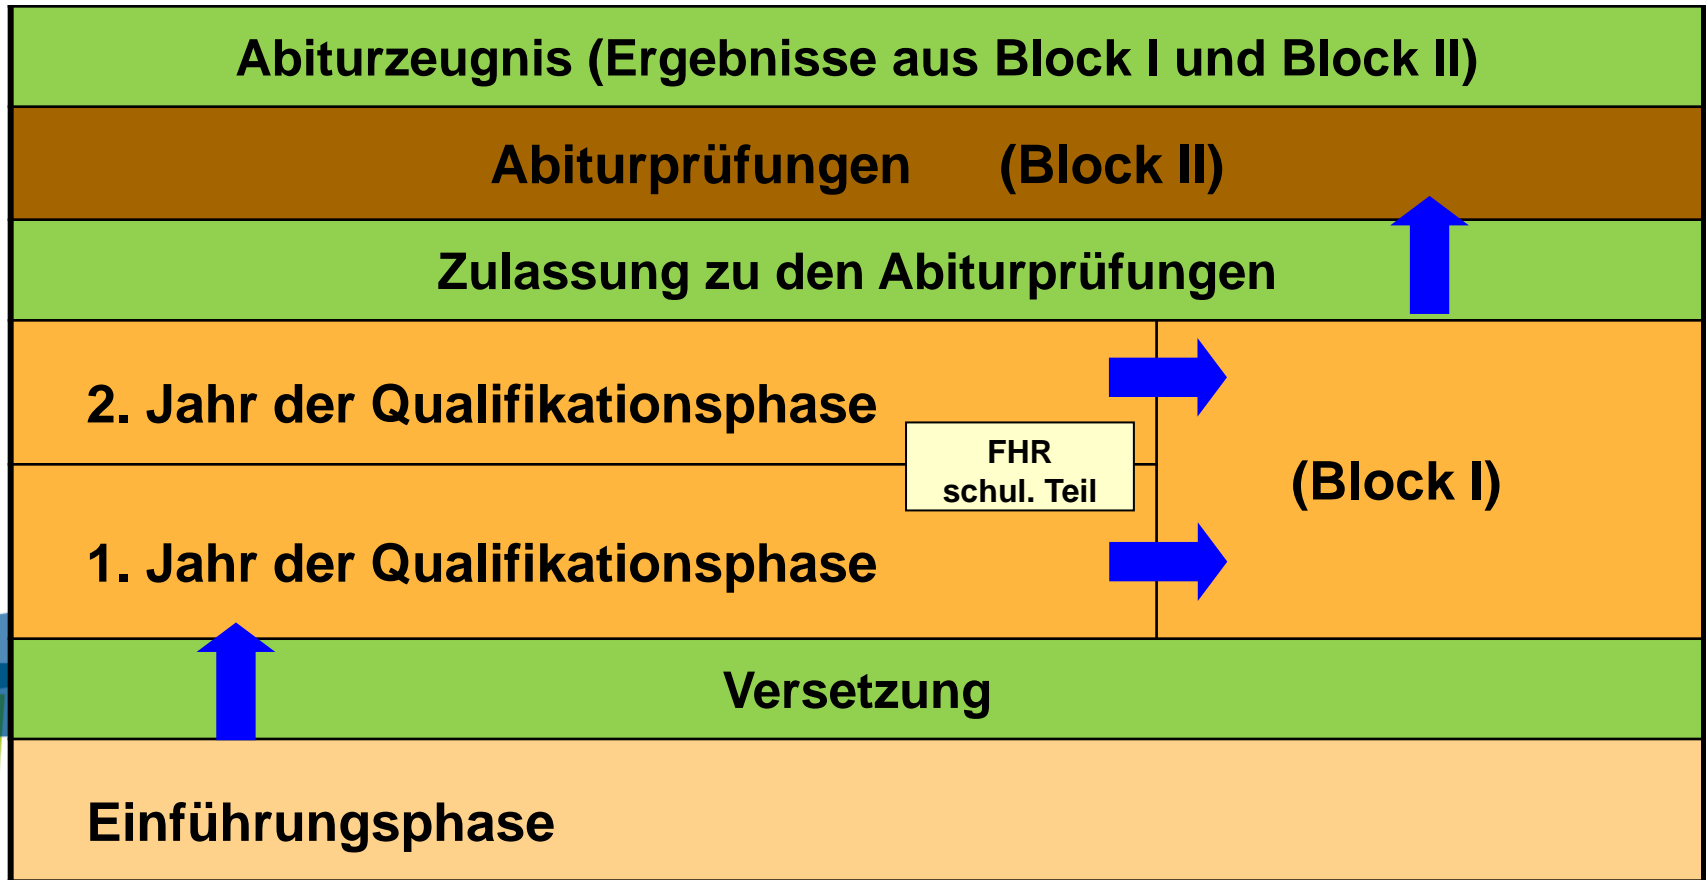 Abiturzeugnis (Ergebnisse aus Block I und Block II)
Abiturprüfungen (Block II)
Zulassung zu den Abiturprüfungen
2. Jahr der Qualifikationsphase
FHR
schul. Teil
(Block I)
1. Jahr der Qualifikationsphase
Versetzung
Einführungsphase